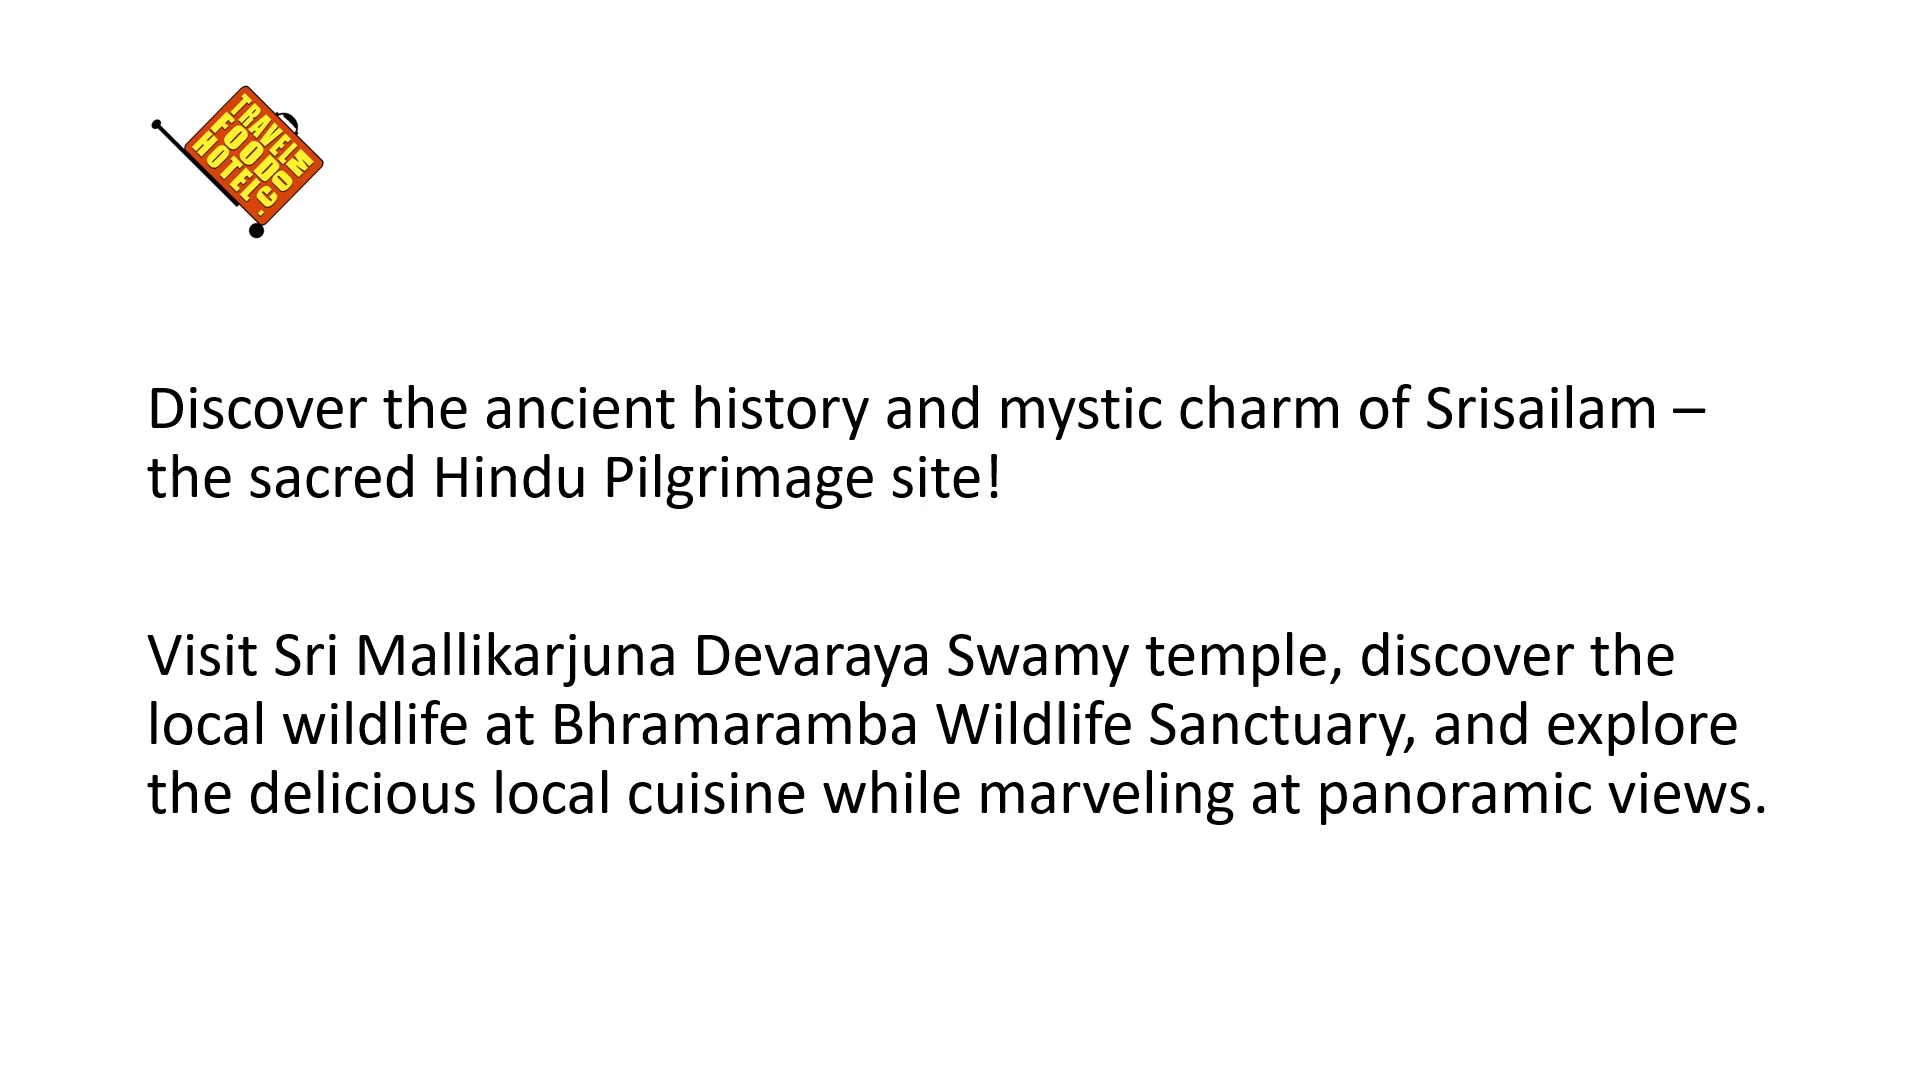 TRAVEL
FOOD
HOTEL
.COM
Discover the ancient history and mystic charm of Srisailam –
the sacred Hindu Pilgrimage site!
Visit Sri Mallikarjuna Devaraya Swamy temple, discover the
local wildlife at Bhramaramba Wildlife Sanctuary, and explore
the delicious local cuisine while marveling at panoramic views.